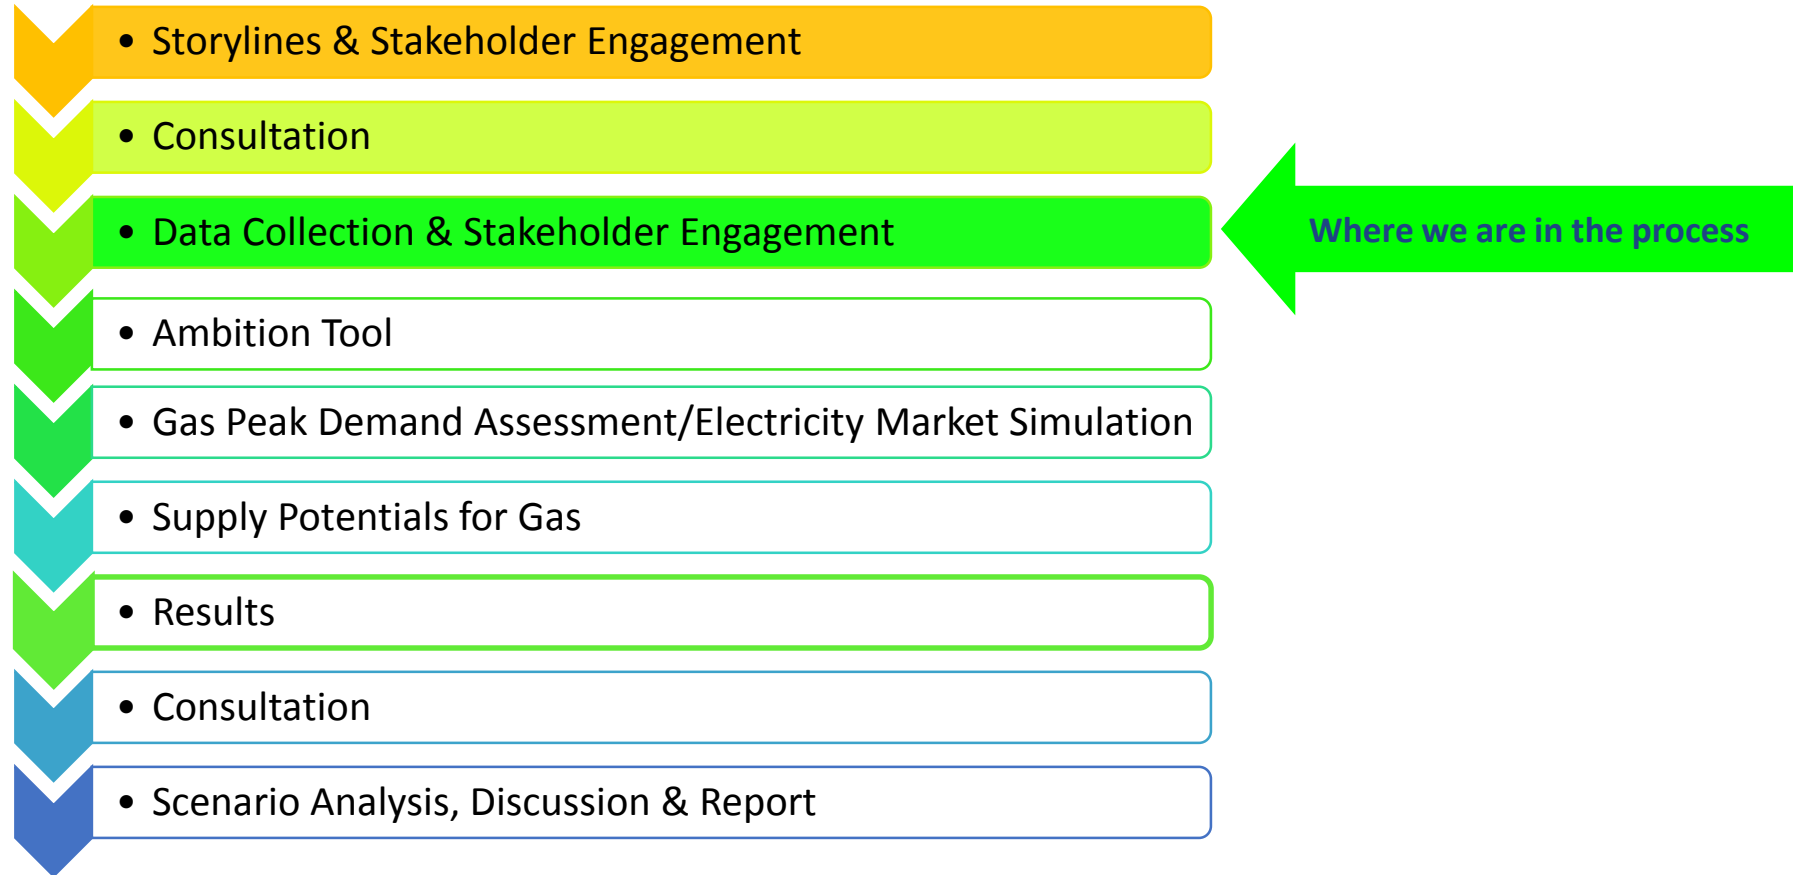 • Storylines & Stakeholder Engagement
• Consultation
• Data Collection & Stakeholder Engagement
Where we are in the process
• Ambition Tool
• Gas Peak Demand Assessment/Electricity Market Simulation
• Supply Potentials for Gas
• Results
• Consultation
• Scenario Analysis, Discussion & Report